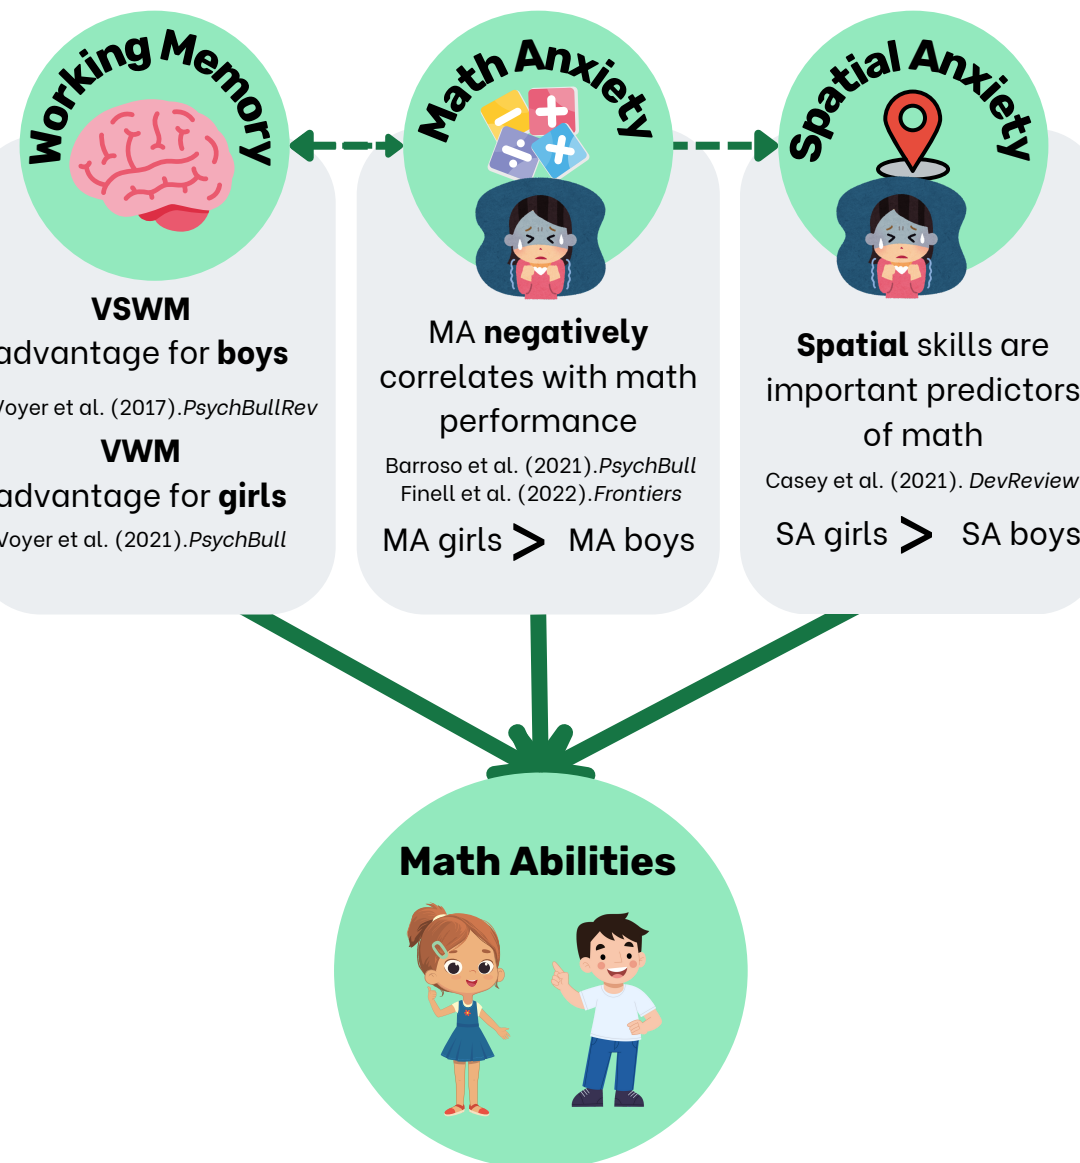 Working Memory
VSWM
advantage for boys
Voyer et al. (2017).PsychBullRev
VWM
advantage for girls
Voyer et al. (2021).PsychBull
Math Anxiety
MA negatively
correlates with math
performance
Barroso et al. (2021).PsychBull
Finell et al. (2022).Frontiers
MA girls > MA boys
Spatial Anxiety
Spatial skills are
important predictors
of math
Casey et al. (2021). DevReview
SA girls > SA boys
Math Abilities